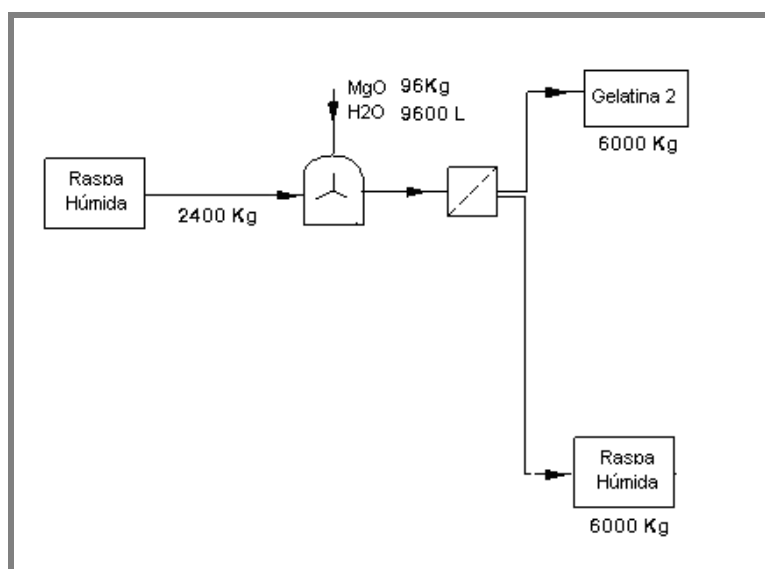 MgO 96Kg
H2O 9600 L
Gelatina 2
6000 Kg
Raspa
Húmida
2400 Kg
Raspa
Húmida
6000 Kg